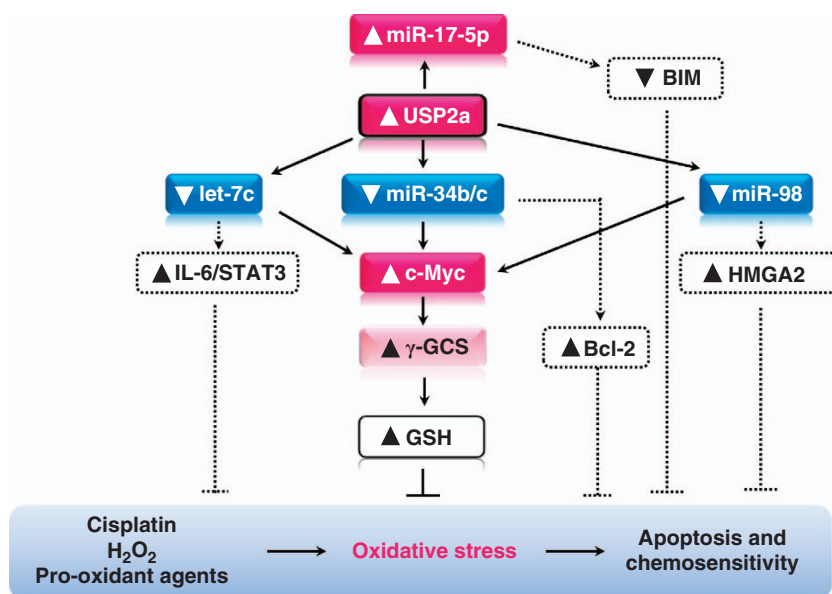 ▲ miR-17-5p
▼ BIM
▲ USP2a
▼ let-7c
▼ miR-34b/c
▼ miR-98
▲ IL-6/STAT3
▲ c-Myc
▲ HMGA2
▲ γ-GCS
▲ Bcl-2
▲ GSH
Cisplatin
H₂O₂
Pro-oxidant agents
Oxidative stress
Apoptosis and
chemosensitivity